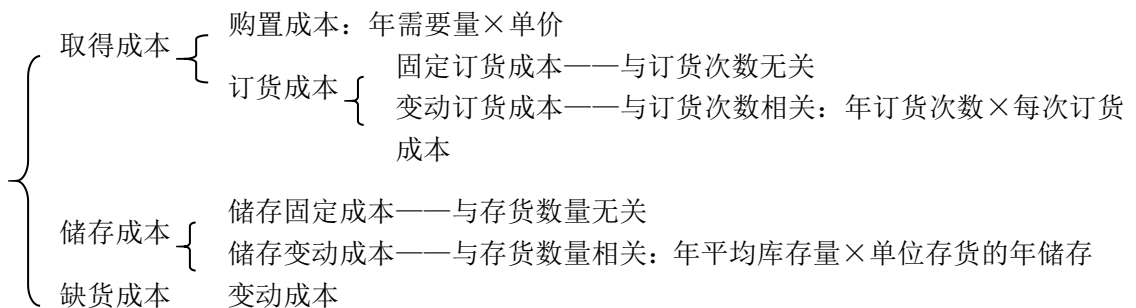 购置成本：年需要量×单价
取得成本
固定订货成本——与订货次数无关
订货成本
变动订货成本——与订货次数相关：年订货次数×每次订货
成本
储存固定成本——与存货数量无关
储存成本
储存变动成本——与存货数量相关：年平均库存量×单位存货的年储存
缺货成本 变动成本